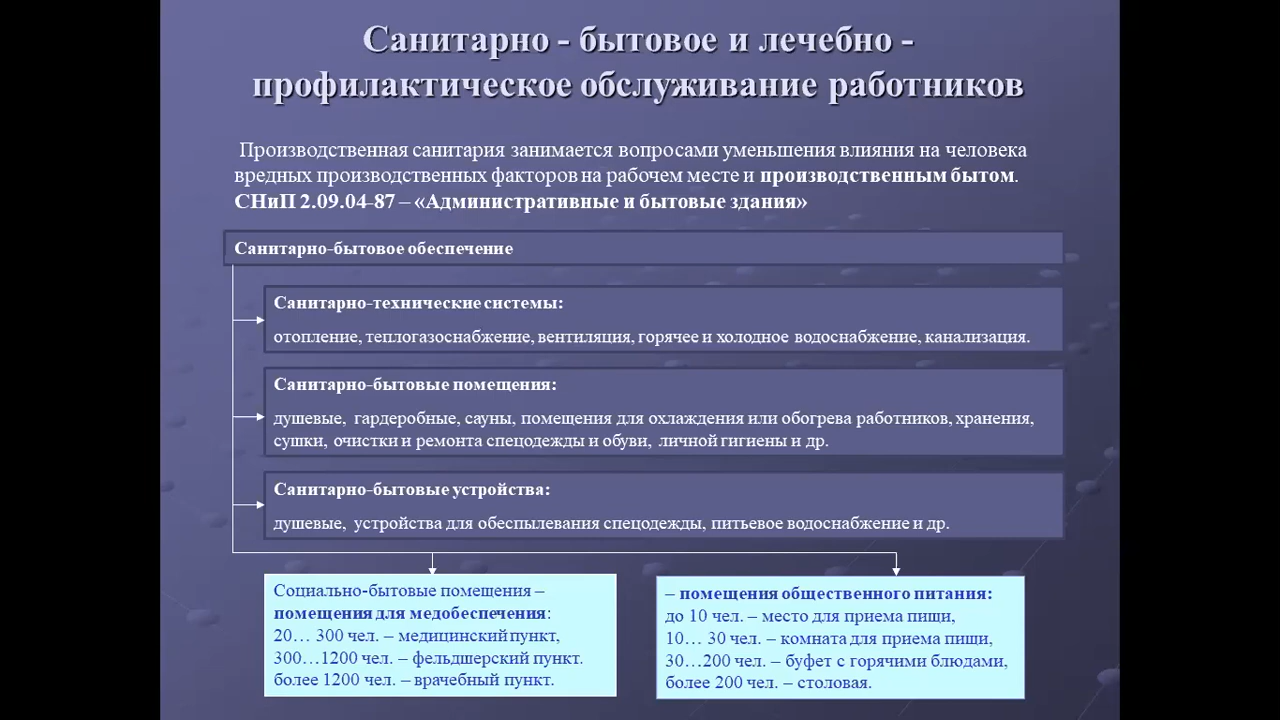 Санитарно - бытовое и лечебно -
профилактическое обслуживание работников
Производственная санитария занимается вопросами уменьшения влияния на человека
вредных производственных факторов на рабочем месте и производственным бытом.
СНиП 2.09.04-87 – «Административные и бытовые здания»
Санитарно-бытовое обеспечение
Санитарно-технические системы:
отопление, теплогазоснабжение, вентиляция, горячее и холодное водоснабжение, канализация.
Санитарно-бытовые помещения:
душевые, гардеробные, сауны, помещения для охлаждения или обогрева работников, хранения,
сушки, очистки и ремонта спецодежды и обуви, личной гигиены и др.
Санитарно-бытовые устройства:
душевые, устройства для обеспылевания спецодежды, питьевое водоснабжение и др.
Социально-бытовые помещения –
помещения для медобеспечения:
20… 300 чел. – медицинский пункт,
300…1200 чел. – фельдшерский пункт.
более 1200 чел. – врачебный пункт.
– помещения общественного питания:
до 10 чел. – место для приема пищи,
10… 30 чел. – комната для приема пищи,
30…200 чел. – буфет с горячими блюдами,
более 200 чел. – столовая.